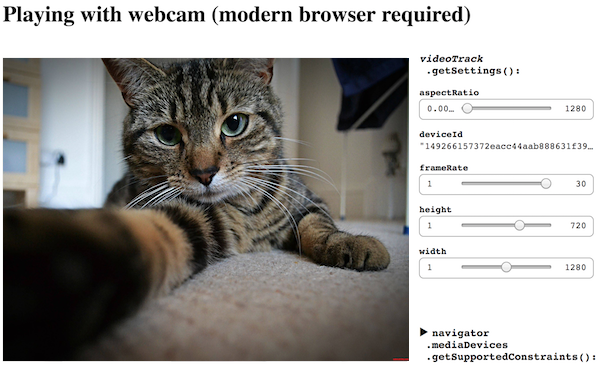 Playing with webcam (modern browser required)
videoTrack
.getSettings():
aspectRatio
0.00… 1280
deviceId
"149266157372eacc44aab888631f39…
frameRate
1 30
height
1 720
width
1 1280
▶ navigator
.mediaDevices
.getSupportedConstraints():